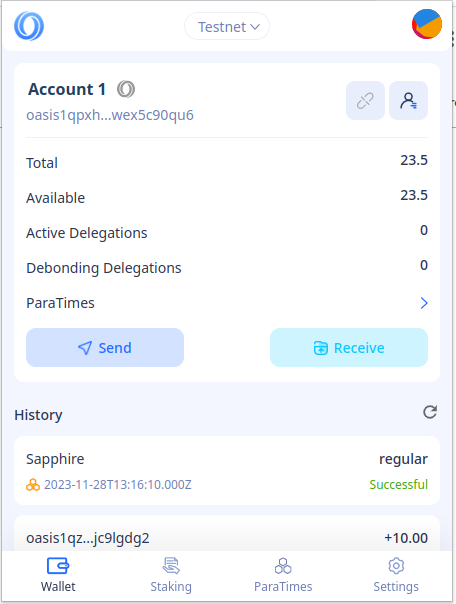 Testnet
Account 1
oasis1qpxh...wex5c90qu6
Total 23.5
Available 23.5
Active Delegations 0
Debonding Delegations 0
ParaTimes
Send Receive
History
Sapphire regular
2023-11-28T13:16:10.000Z Successful
oasis1qz...jc9lgdg2 +10.00
Wallet Staking ParaTimes Settings